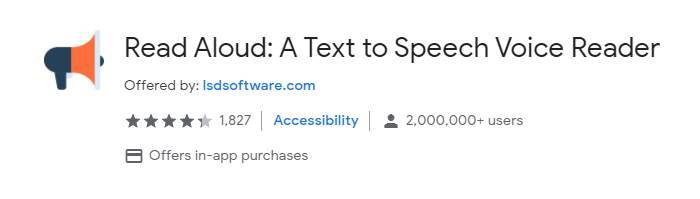 Read Aloud: A Text to Speech Voice Reader
Offered by: lsdsoftware.com
1,827 Accessibility 2,000,000+ users
Offers in-app purchases